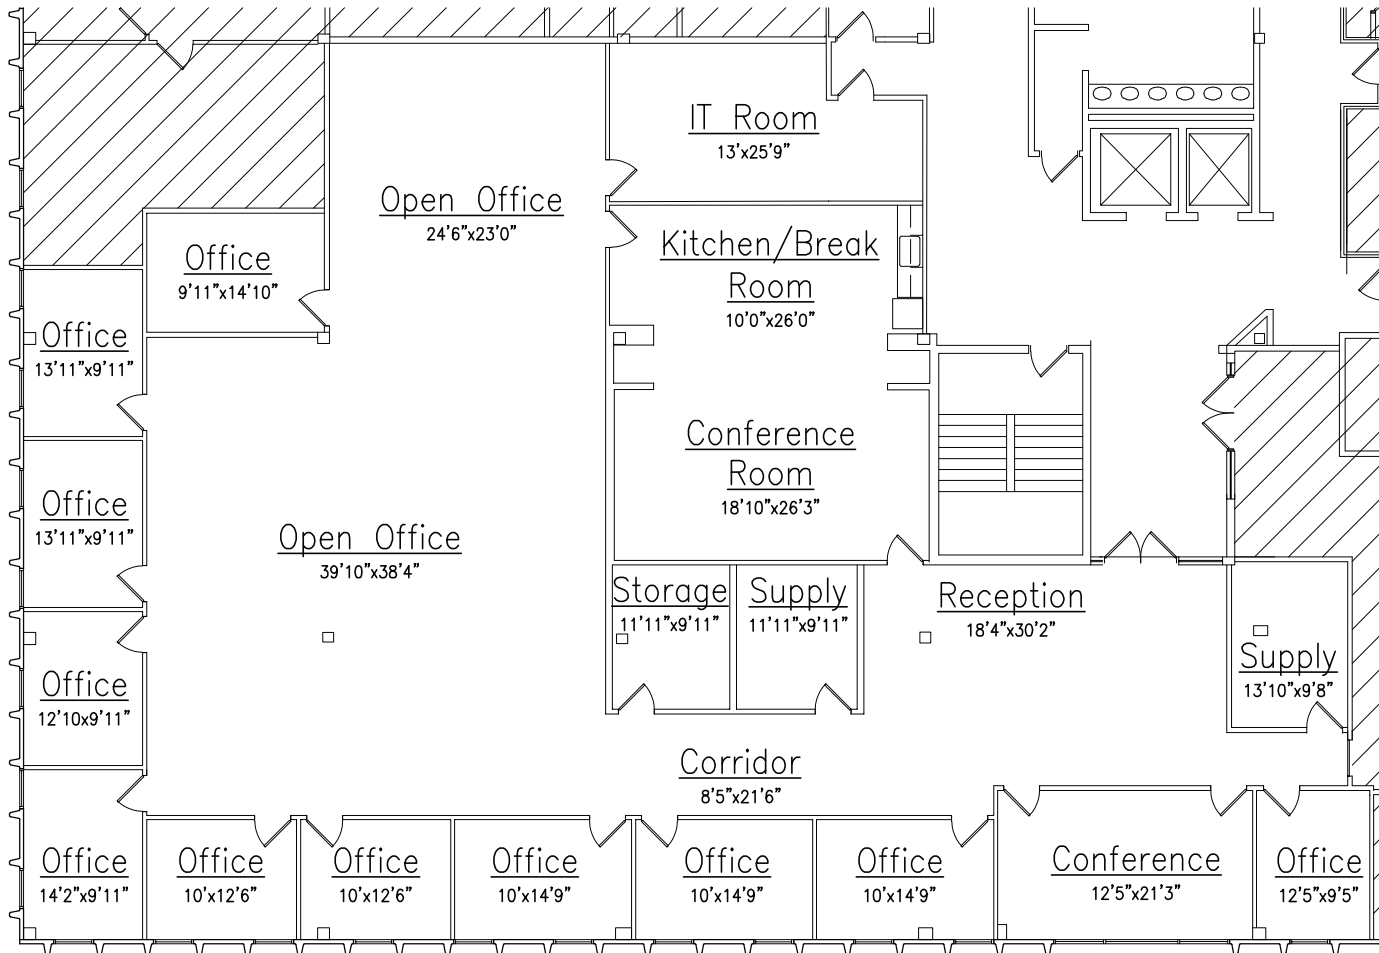 IT Room
13'x25'9"
Open Office
24'6"x23'0"
Kitchen/Break
Room
10'0"x26'0"
Office
9'11"x14'10"
Office
13'11"x9'11"
Conference
Room
18'10"x26'3"
Office
13'11"x9'11"
Open Office
39'10"x38'4"
Storage
11'11"x9'11"
Supply
11'11"x9'11"
Reception
18'4"x30'2"
Supply
13'10"x9'8"
Office
12'10x9'11"
Corridor
8'5"x21'6"
Office
14'2"x9'11"
Office
10'x12'6"
Office
10'x12'6"
Office
10'x14'9"
Office
10'x14'9"
Office
10'x14'9"
Conference
12'5"x21'3"
Office
12'5"x9'5"